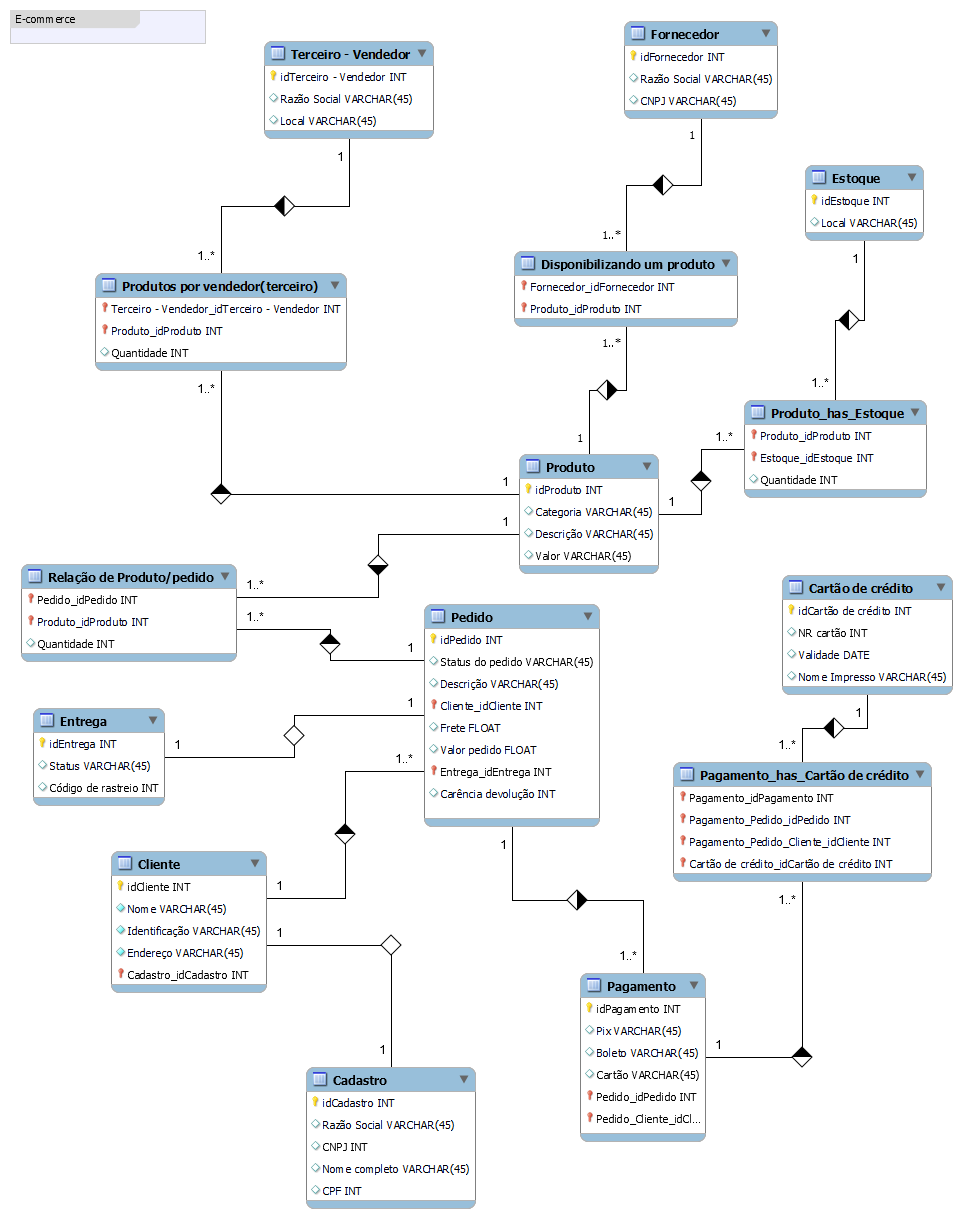 E-commerce
Terceiro - Vendedor
idTerceiro - Vendedor INT
Razão Social VARCHAR(45)
Local VARCHAR(45)
1
1..*
Fornecedor
idFornecedor INT
Razão Social VARCHAR(45)
CNPJ VARCHAR(45)
1
1..*
Estoque
idEstoque INT
Local VARCHAR(45)
1
1..*
Produtos por vendedor(terceiro)
Terceiro - Vendedor_idTerceiro - Vendedor INT
Produto_idProduto INT
Quantidade INT
1..*
1
Disponibilizando um produto
Fornecedor_idFornecedor INT
Produto_idProduto INT
1..*
1
Produto_has_Estoque
Produto_idProduto INT
Estoque_idEstoque INT
Quantidade INT
1..*
1
Produto
idProduto INT
Categoria VARCHAR(45)
Descrição VARCHAR(45)
Valor VARCHAR(45)
1
Relação de Produto/pedido
Pedido_idPedido INT
Produto_idProduto INT
Quantidade INT
1..*
1..*
1
Pedido
idPedido INT
Status do pedido VARCHAR(45)
Descrição VARCHAR(45)
Cliente_idCliente INT
Frete FLOAT
Valor pedido FLOAT
Entrega_idEntrega INT
Carência devolução INT
1
1..*
1
Cartão de crédito
idCartão de crédito INT
NR cartão INT
Validade DATE
Nome Impresso VARCHAR(45)
1
1..*
Entrega
idEntrega INT
Status VARCHAR(45)
Código de rastreio INT
1
Pagamento_has_Cartão de crédito
Pagamento_idPagamento INT
Pagamento_Pedido_idPedido INT
Pagamento_Pedido_Cliente_idCliente INT
Cartão de crédito_idCartão de crédito INT
1..*
Cliente
idCliente INT
Nome VARCHAR(45)
Identificação VARCHAR(45)
Endereço VARCHAR(45)
Cadastro_idCadastro INT
1
1
1
1..*
Pagamento
idPagamento INT
Pix VARCHAR(45)
Boleto VARCHAR(45)
Cartão VARCHAR(45)
Pedido_idPedido INT
Pedido_Cliente_idCl...
1
Cadastro
idCadastro INT
Razão Social VARCHAR(45)
CNPJ INT
Nome completo VARCHAR(45)
CPF INT